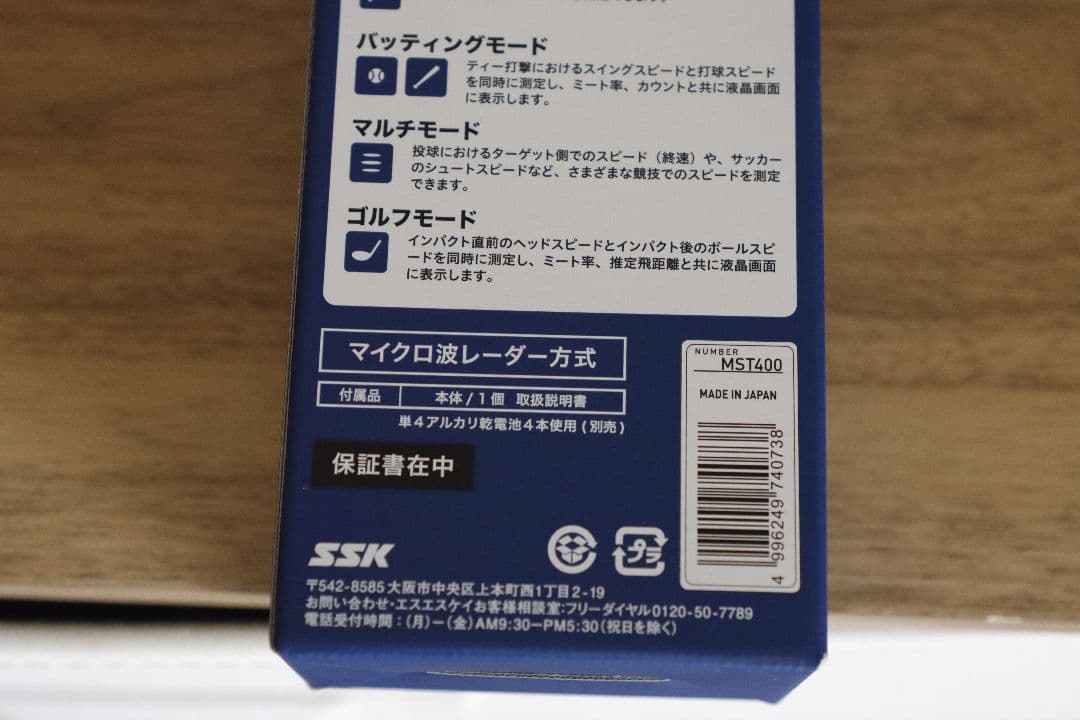 バッティングモード
ティー打撃におけるスイングスピードと打球スピード
を同時に測定し、ミート率、カウントと共に液晶画面
に表示します。
マルチモード
投球におけるターゲット側でのスピード（終速）や、サッカー
のシュートスピードなど、さまざまな競技でのスピードを測定
できます。
ゴルフモード
インパクト直前のヘッドスピードとインパクト後のボールスピ
ードを同時に測定し、ミート率、推定飛距離と共に液晶画面
に表示します。
マイクロ波レーダー方式
付属品 本体/1個 取扱説明書
単4アルカリ乾電池4本使用(別売)
保証書在中
NUMBER
MST400
MADE IN JAPAN
4 996249 740738
SSK
プラ
〒542-8585 大阪市中央区上本町西1丁目2-19
お問い合わせ・エスエスケイお客様相談室:フリーダイヤル0120-50-7789
電話受付時間：(月)ー(金)AM9:30ーPM5:30(祝日を除く)